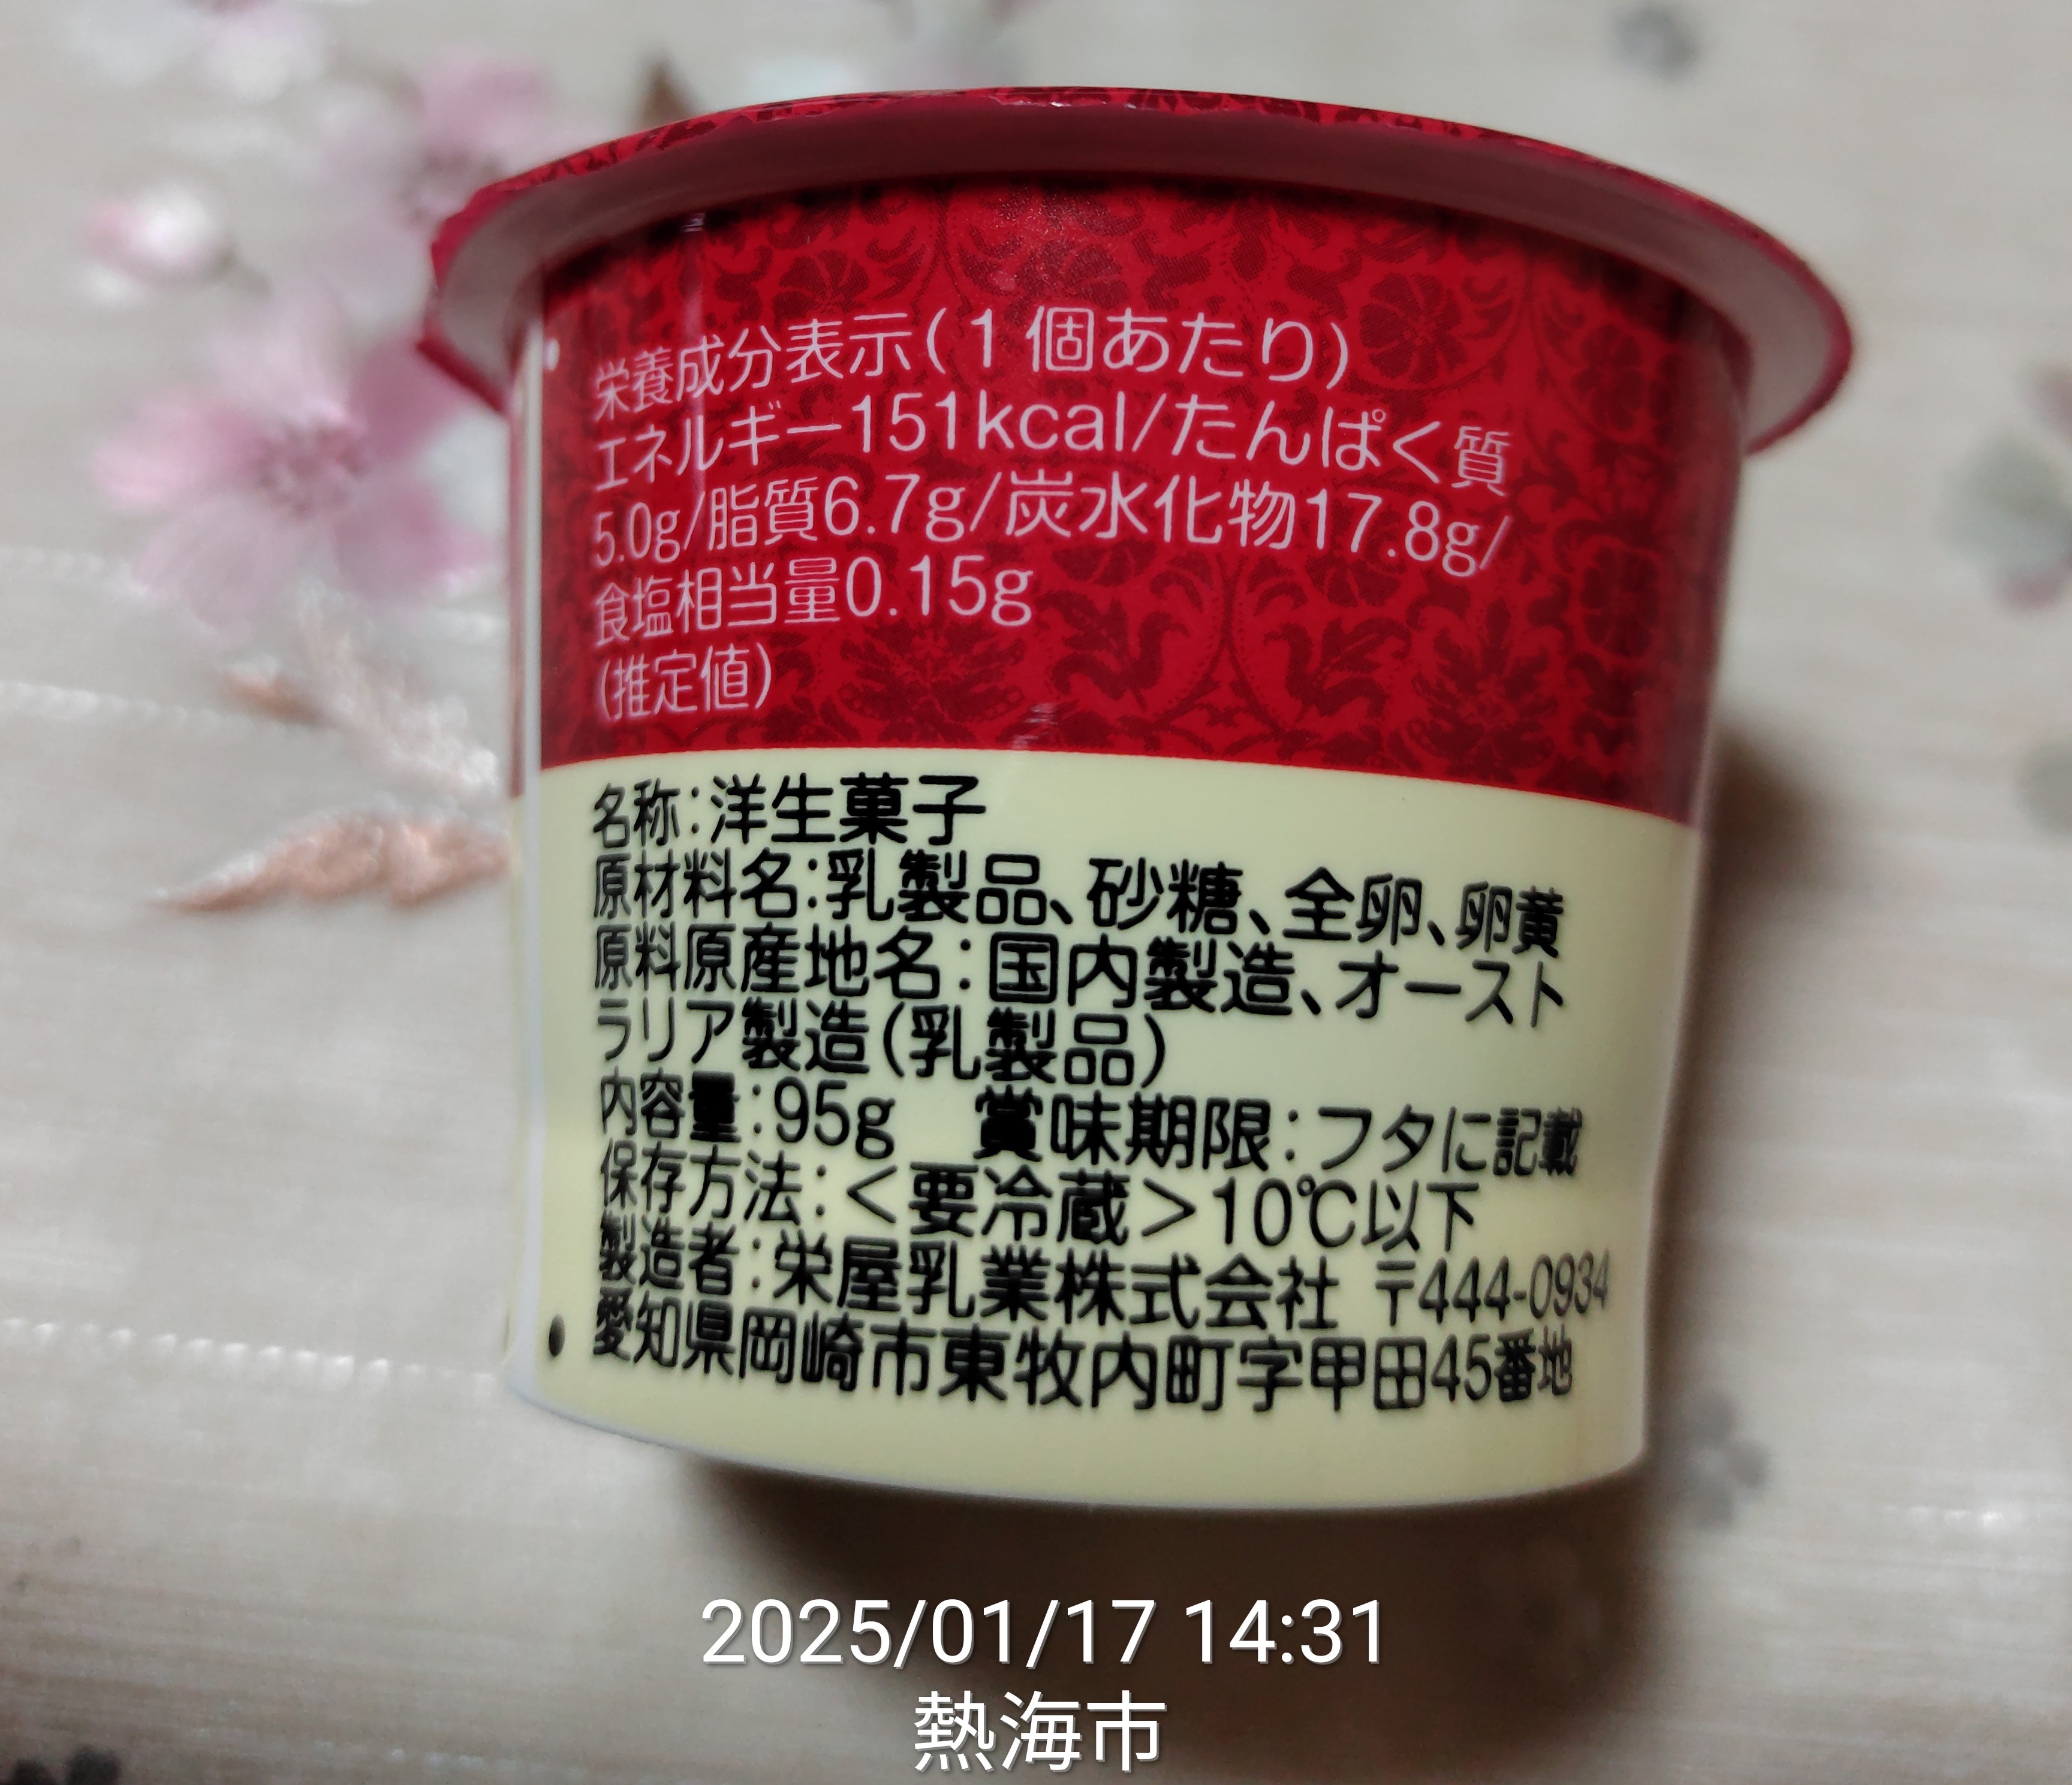 栄養成分表示(1個あたり)
エネルギー151kcal/たんぱく質
5.0g/脂質6.7g/炭水化物17.8g/
食塩相当量0.15g
(推定値)
名称:洋生菓子
原材料名:乳製品、砂糖、全卵、卵黄
原料原産地名:国内製造、オースト
ラリア製造(乳製品)
内容量:95g　賞味期限:フタに記載
保存方法:<要冷蔵>10℃以下
製造者:栄屋乳業株式会社 〒444-0934
愛知県岡崎市東牧内町字甲田45番地
2025/01/17 14:31
熱海市